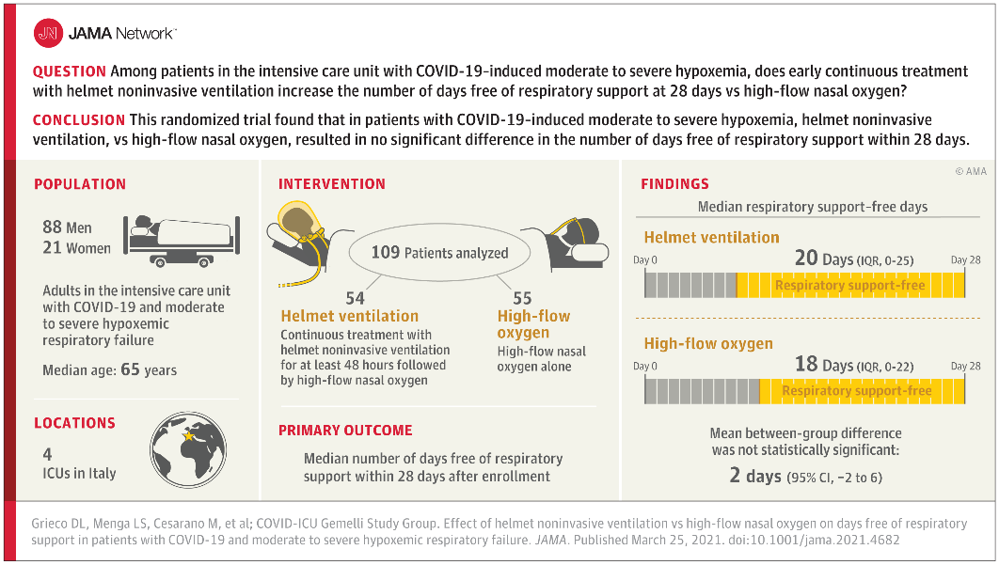 JN JAMA Network™
QUESTION Among patients in the intensive care unit with COVID-19-induced moderate to severe hypoxemia, does early continuous treatment
with helmet noninvasive ventilation increase the number of days free of respiratory support at 28 days vs high-flow nasal oxygen?
CONCLUSION This randomized trial found that in patients with COVID-19-induced moderate to severe hypoxemia, helmet noninvasive
ventilation, vs high-flow nasal oxygen, resulted in no significant difference in the number of days free of respiratory support within 28 days.
© AMA
POPULATION
88 Men
21 Women
Adults in the intensive care unit
with COVID-19 and moderate
to severe hypoxemic
respiratory failure
Median age: 65 years
LOCATIONS
4
ICUs in Italy
INTERVENTION
109 Patients analyzed
54
Helmet ventilation
Continuous treatment with
helmet noninvasive ventilation
for at least 48 hours followed
by high-flow nasal oxygen
55
High-flow
oxygen
High-flow nasal
oxygen alone
PRIMARY OUTCOME
Median number of days free of respiratory
support within 28 days after enrollment
FINDINGS
Median respiratory support-free days
Helmet ventilation
Day 0 20 Days (IQR, 0-25) Day 28
Respiratory support-free
High-flow oxygen
Day 0 18 Days (IQR, 0-22) Day 28
Respiratory support-free
Mean between-group difference
was not statistically significant:
2 days (95% CI, −2 to 6)
Grieco DL, Menga LS, Cesarano M, et al; COVID-ICU Gemelli Study Group. Effect of helmet noninvasive ventilation vs high-flow nasal oxygen on days free of respiratory
support in patients with COVID-19 and moderate to severe hypoxemic respiratory failure. JAMA. Published March 25, 2021. doi:10.1001/jama.2021.4682